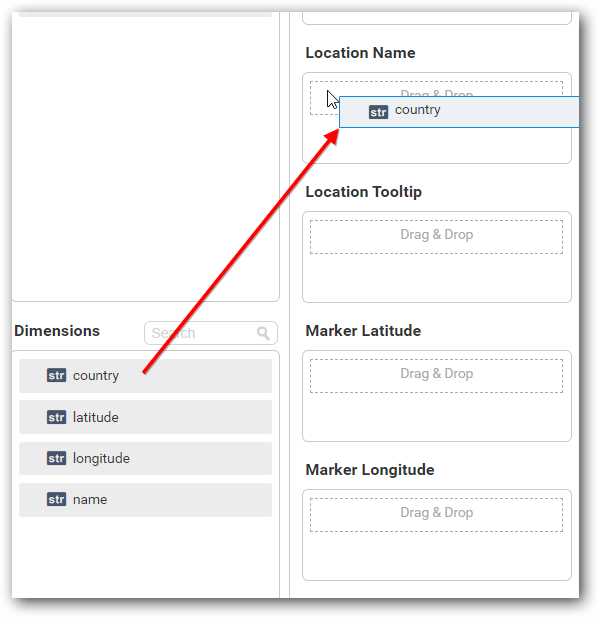 Location Name
Drag & Drop
str country
Location Tooltip
Drag & Drop
Dimensions
Search
str country
str latitude
str longitude
str name
Marker Latitude
Drag & Drop
Marker Longitude
Drag & Drop